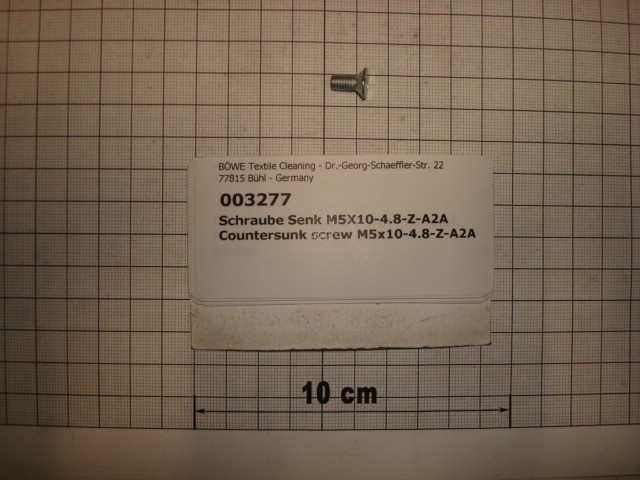 BÖWE Textile Cleaning - Dr.-Georg-Schaeffler-Str. 22
77815 Bühl - Germany
003277
Schraube Senk M5X10-4.8-Z-A2A
Countersunk screw M5x10-4.8-Z-A2A
10 cm